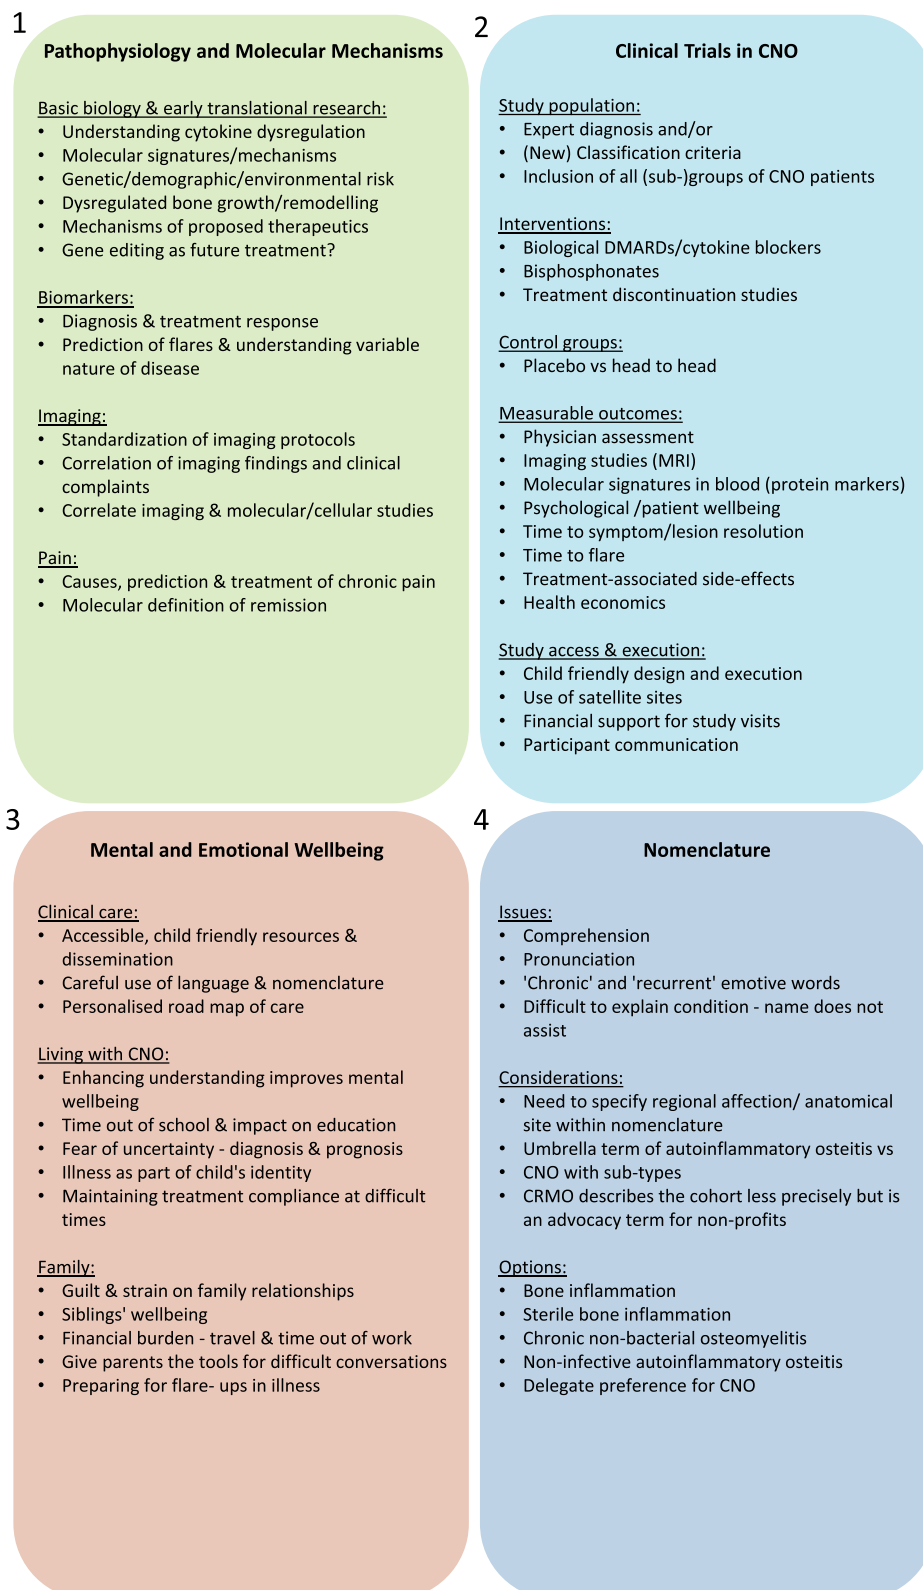 1
Pathophysiology and Molecular Mechanisms
Basic biology & early translational research:
• Understanding cytokine dysregulation
• Molecular signatures/mechanisms
• Genetic/demographic/environmental risk
• Dysregulated bone growth/remodelling
• Mechanisms of proposed therapeutics
• Gene editing as future treatment?
Biomarkers:
• Diagnosis & treatment response
• Prediction of flares & understanding variable
nature of disease
Imaging:
• Standardization of imaging protocols
• Correlation of imaging findings and clinical
complaints
• Correlate imaging & molecular/cellular studies
Pain:
• Causes, prediction & treatment of chronic pain
• Molecular definition of remission
2
Clinical Trials in CNO
Study population:
• Expert diagnosis and/or
• (New) Classification criteria
• Inclusion of all (sub-)groups of CNO patients
Interventions:
• Biological DMARDs/cytokine blockers
• Bisphosphonates
• Treatment discontinuation studies
Control groups:
• Placebo vs head to head
Measurable outcomes:
• Physician assessment
• Imaging studies (MRI)
• Molecular signatures in blood (protein markers)
• Psychological /patient wellbeing
• Time to symptom/lesion resolution
• Time to flare
• Treatment-associated side-effects
• Health economics
Study access & execution:
• Child friendly design and execution
• Use of satellite sites
• Financial support for study visits
• Participant communication
3
Mental and Emotional Wellbeing
Clinical care:
• Accessible, child friendly resources &
dissemination
• Careful use of language & nomenclature
• Personalised road map of care
Living with CNO:
• Enhancing understanding improves mental
wellbeing
• Time out of school & impact on education
• Fear of uncertainty - diagnosis & prognosis
• Illness as part of child's identity
• Maintaining treatment compliance at difficult
times
Family:
• Guilt & strain on family relationships
• Siblings' wellbeing
• Financial burden - travel & time out of work
• Give parents the tools for difficult conversations
• Preparing for flare- ups in illness
4
Nomenclature
Issues:
• Comprehension
• Pronunciation
• 'Chronic' and 'recurrent' emotive words
• Difficult to explain condition - name does not
assist
Considerations:
• Need to specify regional affection/ anatomical
site within nomenclature
• Umbrella term of autoinflammatory osteitis vs
• CNO with sub-types
• CRMO describes the cohort less precisely but is
an advocacy term for non-profits
Options:
• Bone inflammation
• Sterile bone inflammation
• Chronic non-bacterial osteomyelitis
• Non-infective autoinflammatory osteitis
• Delegate preference for CNO